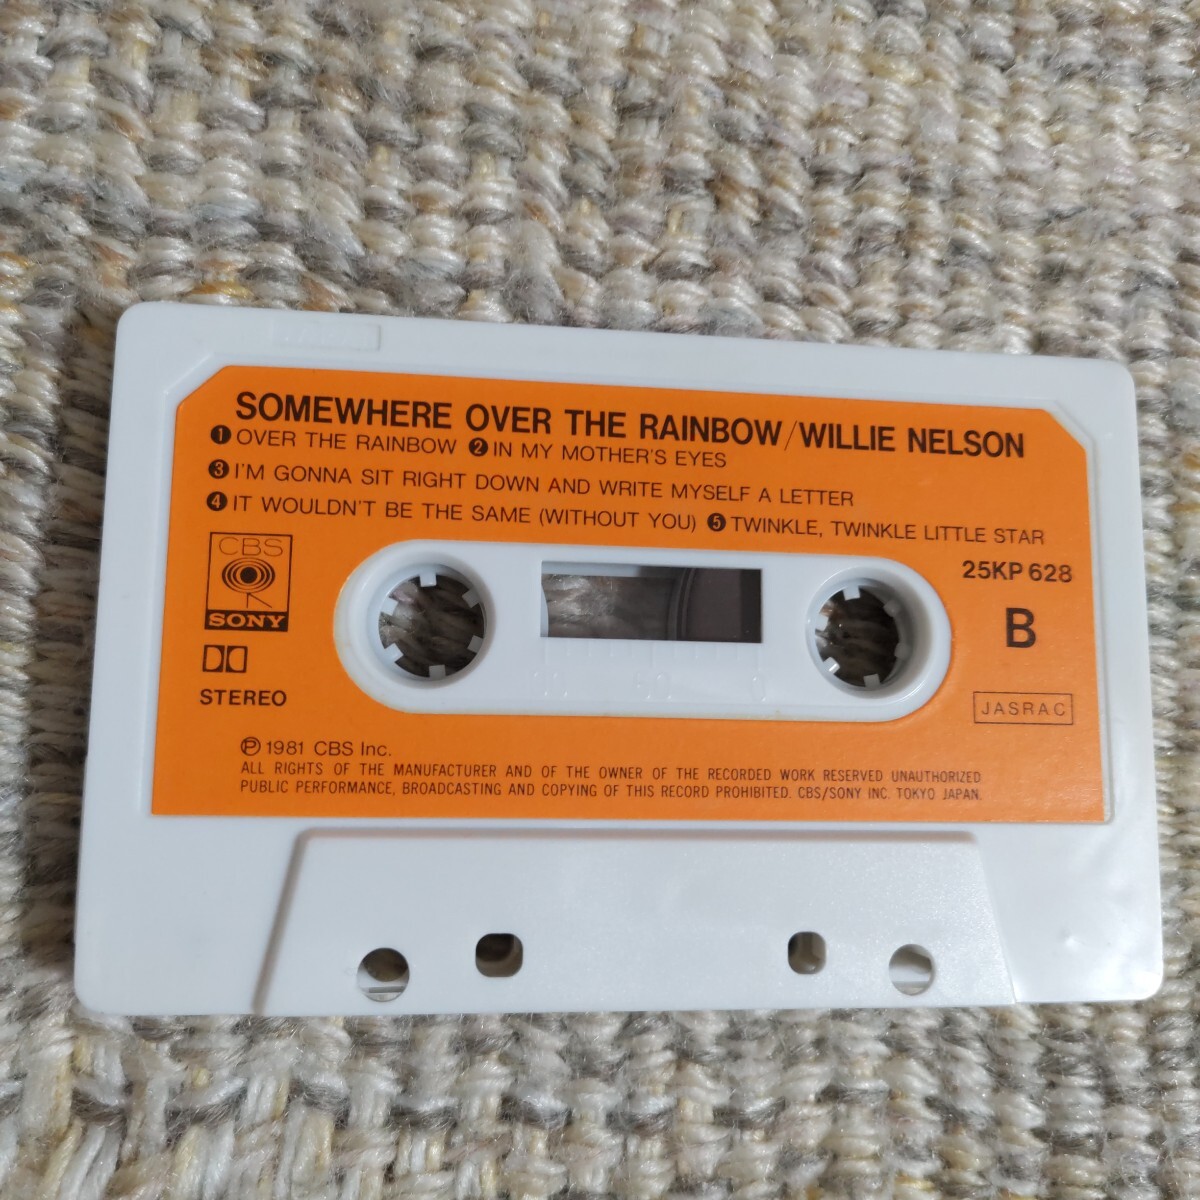 SOMEWHERE OVER THE RAINBOW/WILLIE NELSON
❶ OVER THE RAINBOW ❷ IN MY MOTHER'S EYES
❸ I'M GONNA SIT RIGHT DOWN AND WRITE MYSELF A LETTER
❹ IT WOULDN'T BE THE SAME (WITHOUT YOU) ❺ TWINKLE, TWINKLE LITTLE STAR
CBS
SONY
STEREO
25KP 628
B
JASRAC
100 50 0
Ⓟ 1981 CBS Inc.
ALL RIGHTS OF THE MANUFACTURER AND OF THE OWNER OF THE RECORDED WORK RESERVED UNAUTHORIZED
PUBLIC PERFORMANCE, BROADCASTING AND COPYING OF THIS RECORD PROHIBITED. CBS/SONY INC. TOKYO JAPAN.